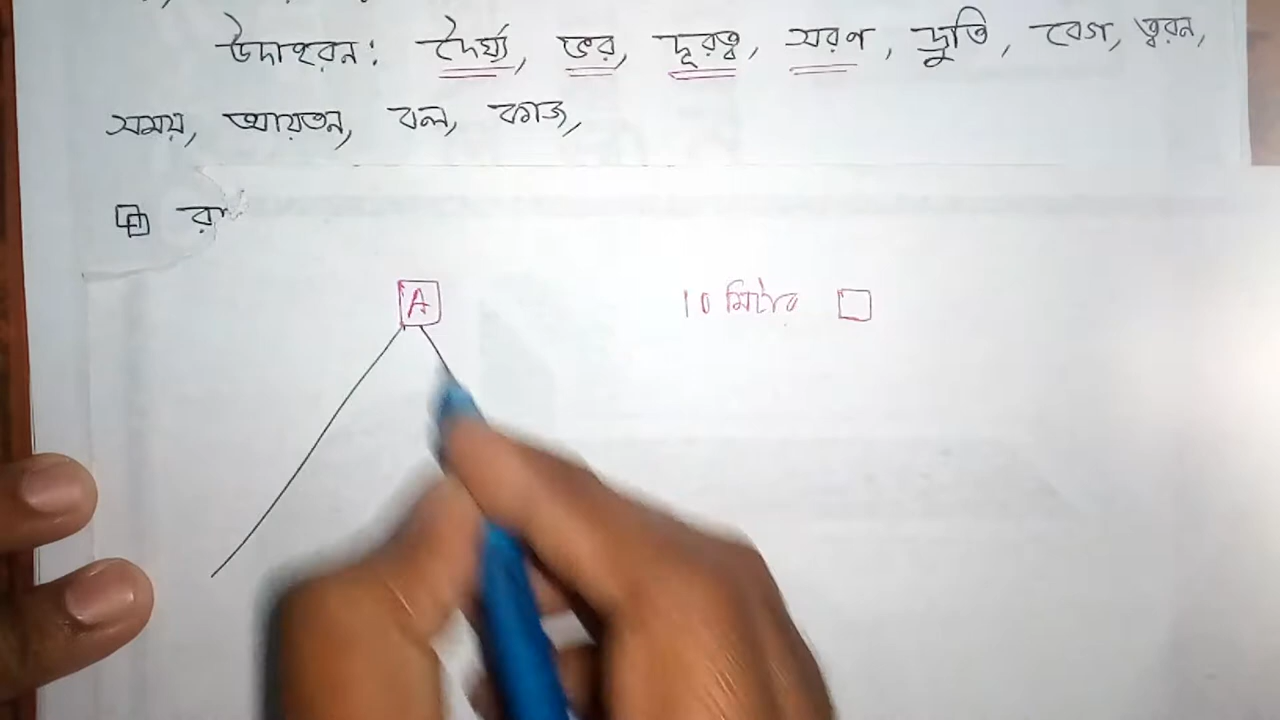 উদাহরন: দৈর্ঘ্য, ভর, দূরত্ব, সরণ, দ্রুতি, বেগ, ত্বরন,
সময়, আয়তন, বল, কাজ,
A
10 মিটার